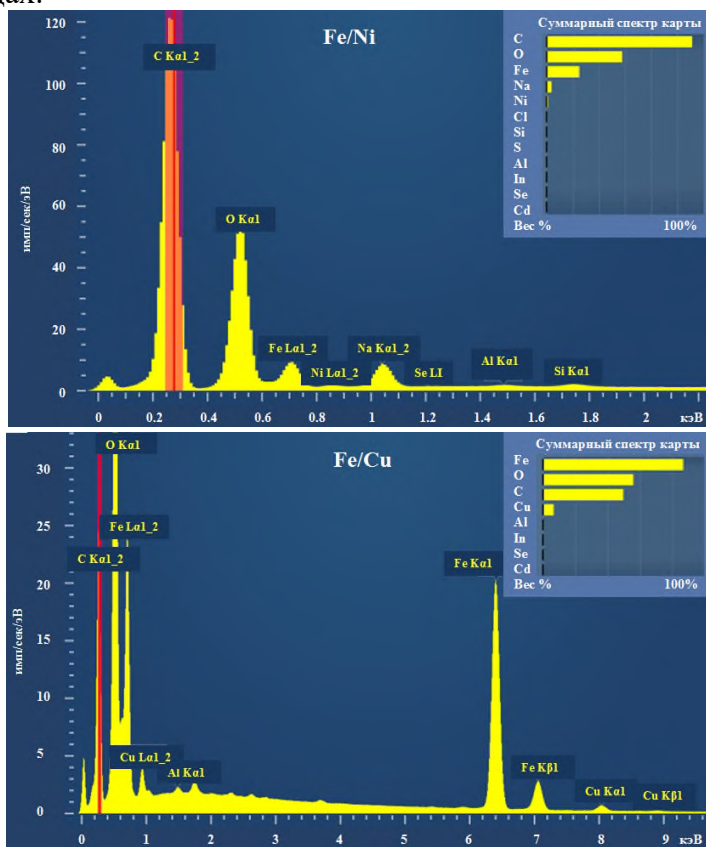 цах.
Fe/Ni
120
100
80
60
40
20
0
имп/сек/эВ
C Kα1_2
O Kα1
Fe Lα1_2
Ni Lα1_2
Na Kα1_2
Se Ll
Al Kα1
Si Kα1
0 0.2 0.4 0.6 0.8 1 1.2 1.4 1.6 1.8 2 кэВ
Суммарный спектр карты
C
O
Fe
Na
Ni
Cl
Si
S
Al
In
Se
Cd
Вес % 100%
Fe/Cu
30
25
20
15
10
5
0
имп/сек/эВ
O Kα1
Fe Lα1_2
C Kα1_2
Cu Lα1_2
Al Kα1
Fe Kα1
Fe Kβ1
Cu Kα1
Cu Kβ1
0 1 2 3 4 5 6 7 8 9 кэВ
Суммарный спектр карты
Fe
O
C
Cu
Al
In
Se
Cd
Вес % 100%